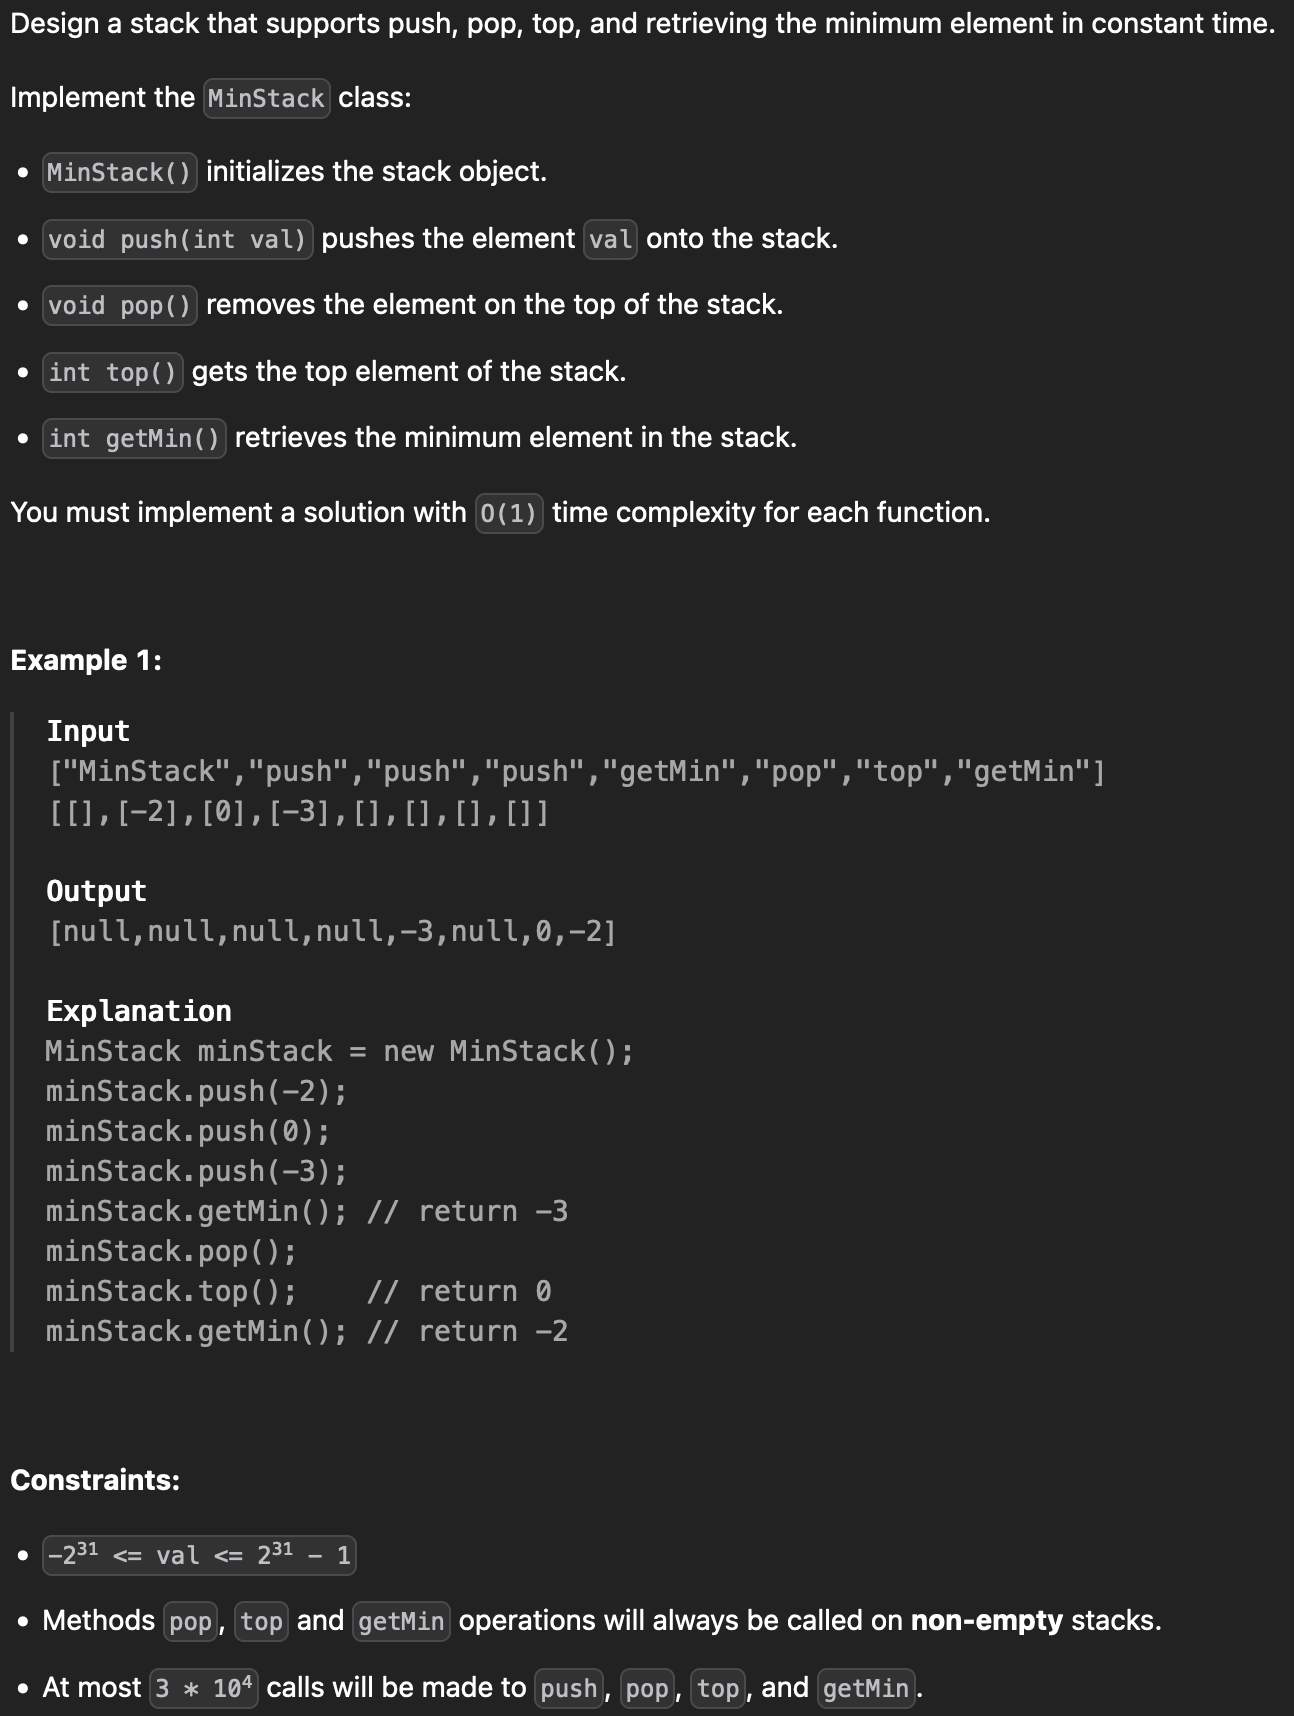 Design a stack that supports push, pop, top, and retrieving the minimum element in constant time.
Implement the MinStack class:
• MinStack() initializes the stack object.
• void push(int val) pushes the element val onto the stack.
• void pop() removes the element on the top of the stack.
• int top() gets the top element of the stack.
• int getMin() retrieves the minimum element in the stack.
You must implement a solution with O(1) time complexity for each function.
Example 1:
Input
["MinStack","push","push","push","getMin","pop","top","getMin"]
[[],[-2],[0],[-3],[],[],[],[]]
Output
[null,null,null,null,-3,null,0,-2]
Explanation
MinStack minStack = new MinStack();
minStack.push(-2);
minStack.push(0);
minStack.push(-3);
minStack.getMin(); // return -3
minStack.pop();
minStack.top();    // return 0
minStack.getMin(); // return -2
Constraints:
• -2³¹ <= val <= 2³¹ - 1
• Methods pop, top and getMin operations will always be called on non-empty stacks.
• At most 3 * 10⁴ calls will be made to push, pop, top, and getMin.